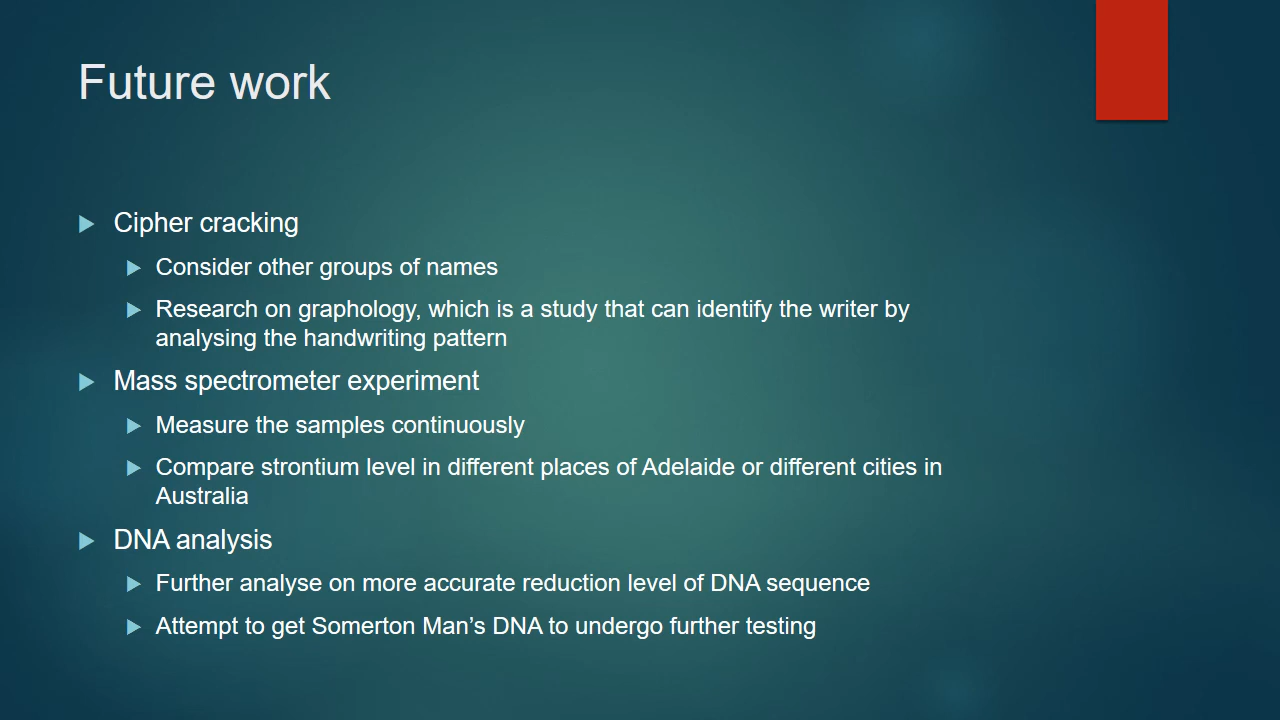 Future work
Cipher cracking
Consider other groups of names
Research on graphology, which is a study that can identify the writer by
analysing the handwriting pattern
Mass spectrometer experiment
Measure the samples continuously
Compare strontium level in different places of Adelaide or different cities in
Australia
DNA analysis
Further analyse on more accurate reduction level of DNA sequence
Attempt to get Somerton Man’s DNA to undergo further testing